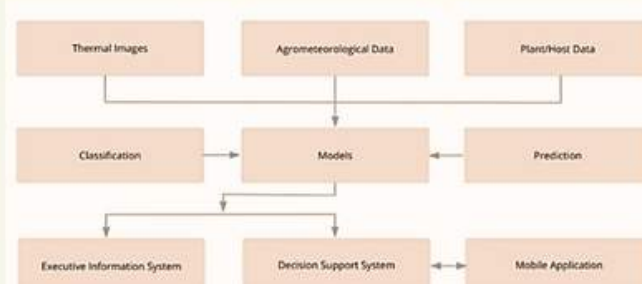 Thermal Images
Agrometeorological Data
Plant/Host Data
Classification
Models
Prediction
Executive Information System
Decision Support System
Mobile Application